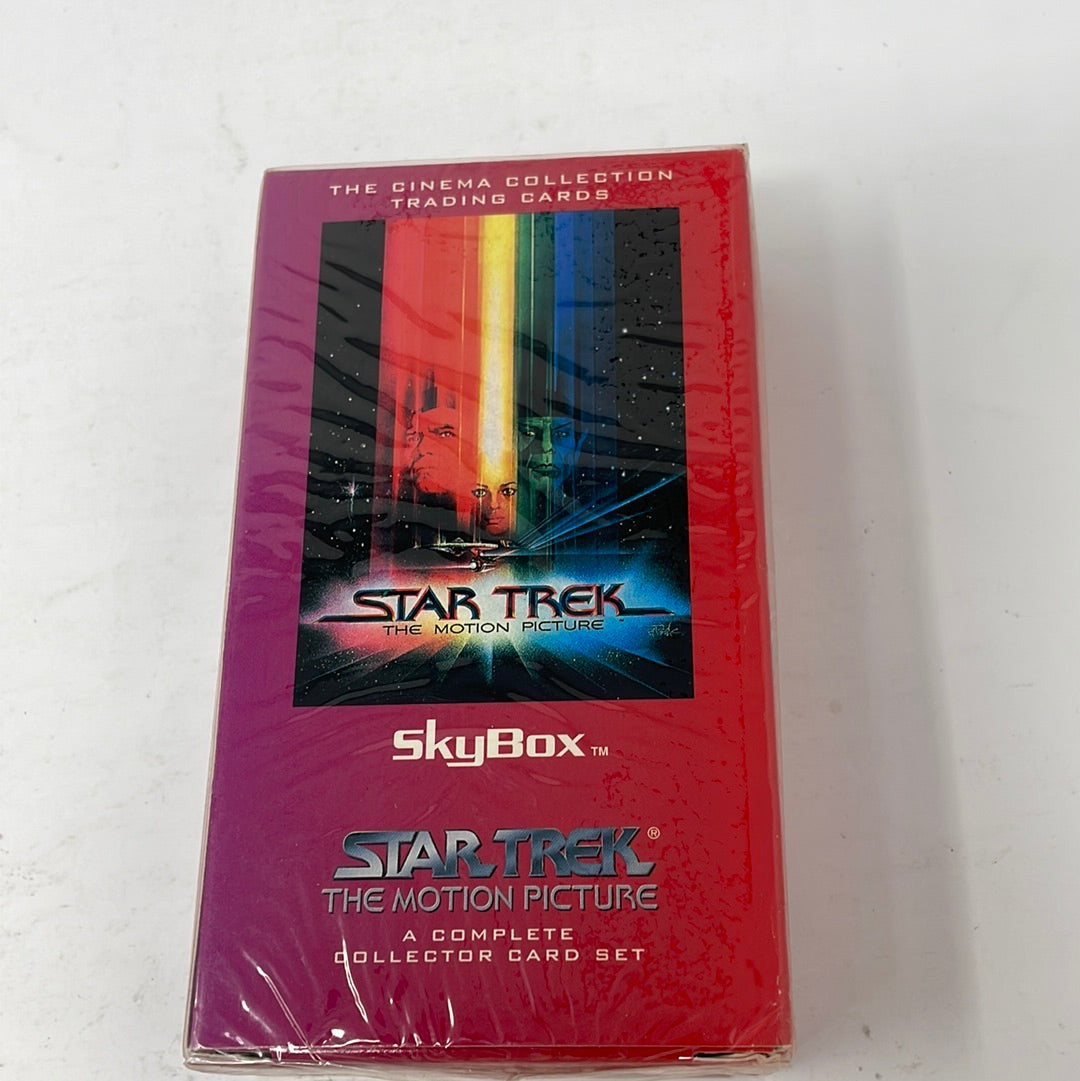 THE CINEMA COLLECTION
TRADING CARDS
STAR TREK
THE MOTION PICTURE
SkyBox™
STAR TREK®
THE MOTION PICTURE
A COMPLETE
COLLECTOR CARD SET